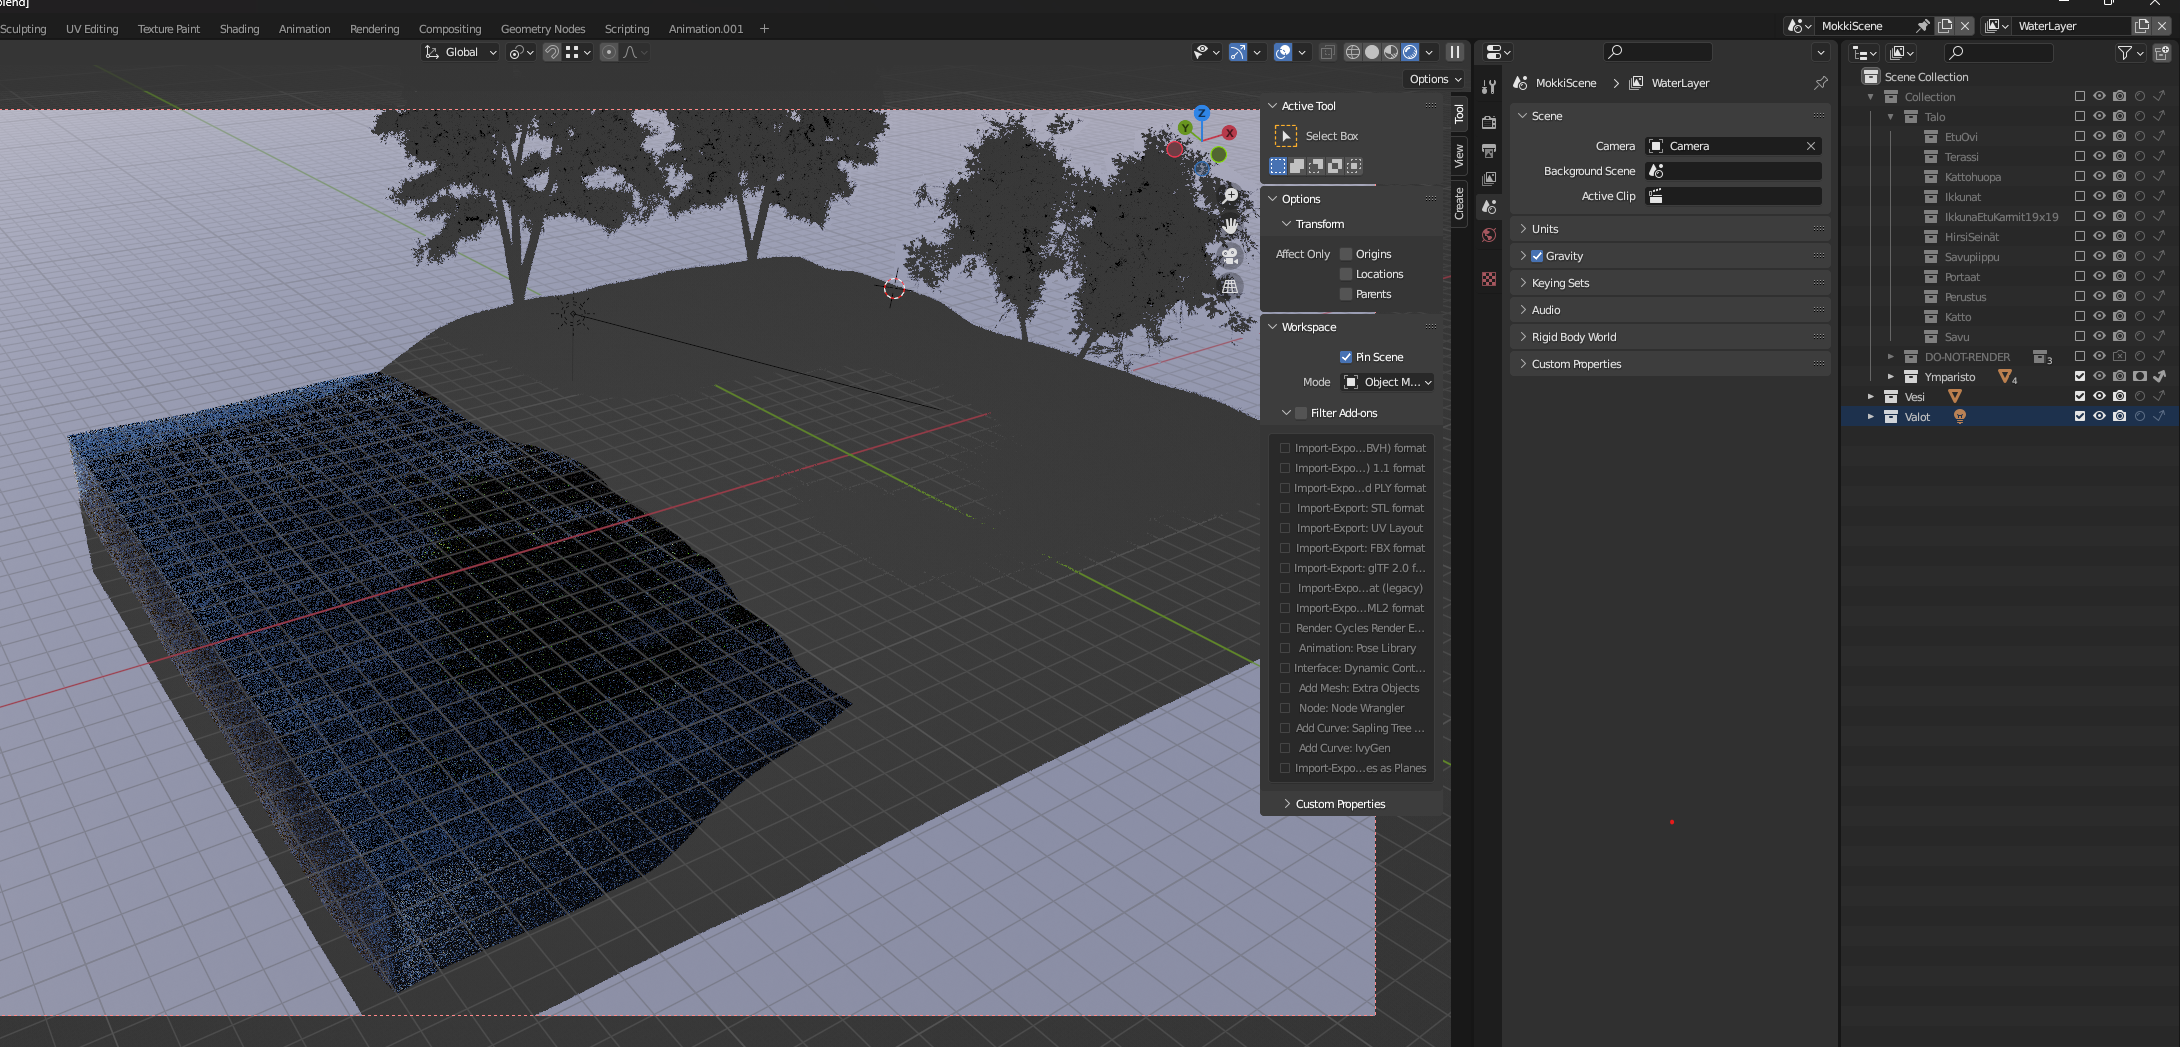 blend]
Sculpting UV Editing Texture Paint Shading Animation Rendering Compositing Geometry Nodes Scripting Animation.001 +
MokkiScene WaterLayer
Global
Options
Active Tool
Select Box
Options
Transform
Affect Only Origins
Locations
Parents
Workspace
Pin Scene
Mode Object M...
Filter Add-ons
Import-Expo...BVH) format
Import-Expo...) 1.1 format
Import-Expo...d PLY format
Import-Export: STL format
Import-Export: UV Layout
Import-Export: FBX format
Import-Export: glTF 2.0 f...
Import-Expo...at (legacy)
Import-Expo...ML2 format
Render: Cycles Render E...
Animation: Pose Library
Interface: Dynamic Cont...
Add Mesh: Extra Objects
Node: Node Wrangler
Add Curve: Sapling Tree ...
Add Curve: IvyGen
Import-Expo...es as Planes
Custom Properties
Z
Y
X
Tool
View
Create
MokkiScene > WaterLayer
Scene
Camera Camera
Background Scene
Active Clip
Units
Gravity
Keying Sets
Audio
Rigid Body World
Custom Properties
Scene Collection
Collection
Talo
EtuOvi
Terassi
Kattohuopa
Ikkunat
IkkunaEtuKarmit19x19
HirsiSeinät
Savupiippu
Portaat
Perustus
Katto
Savu
DO-NOT-RENDER 3
Ymparisto 4
Vesi
Valot